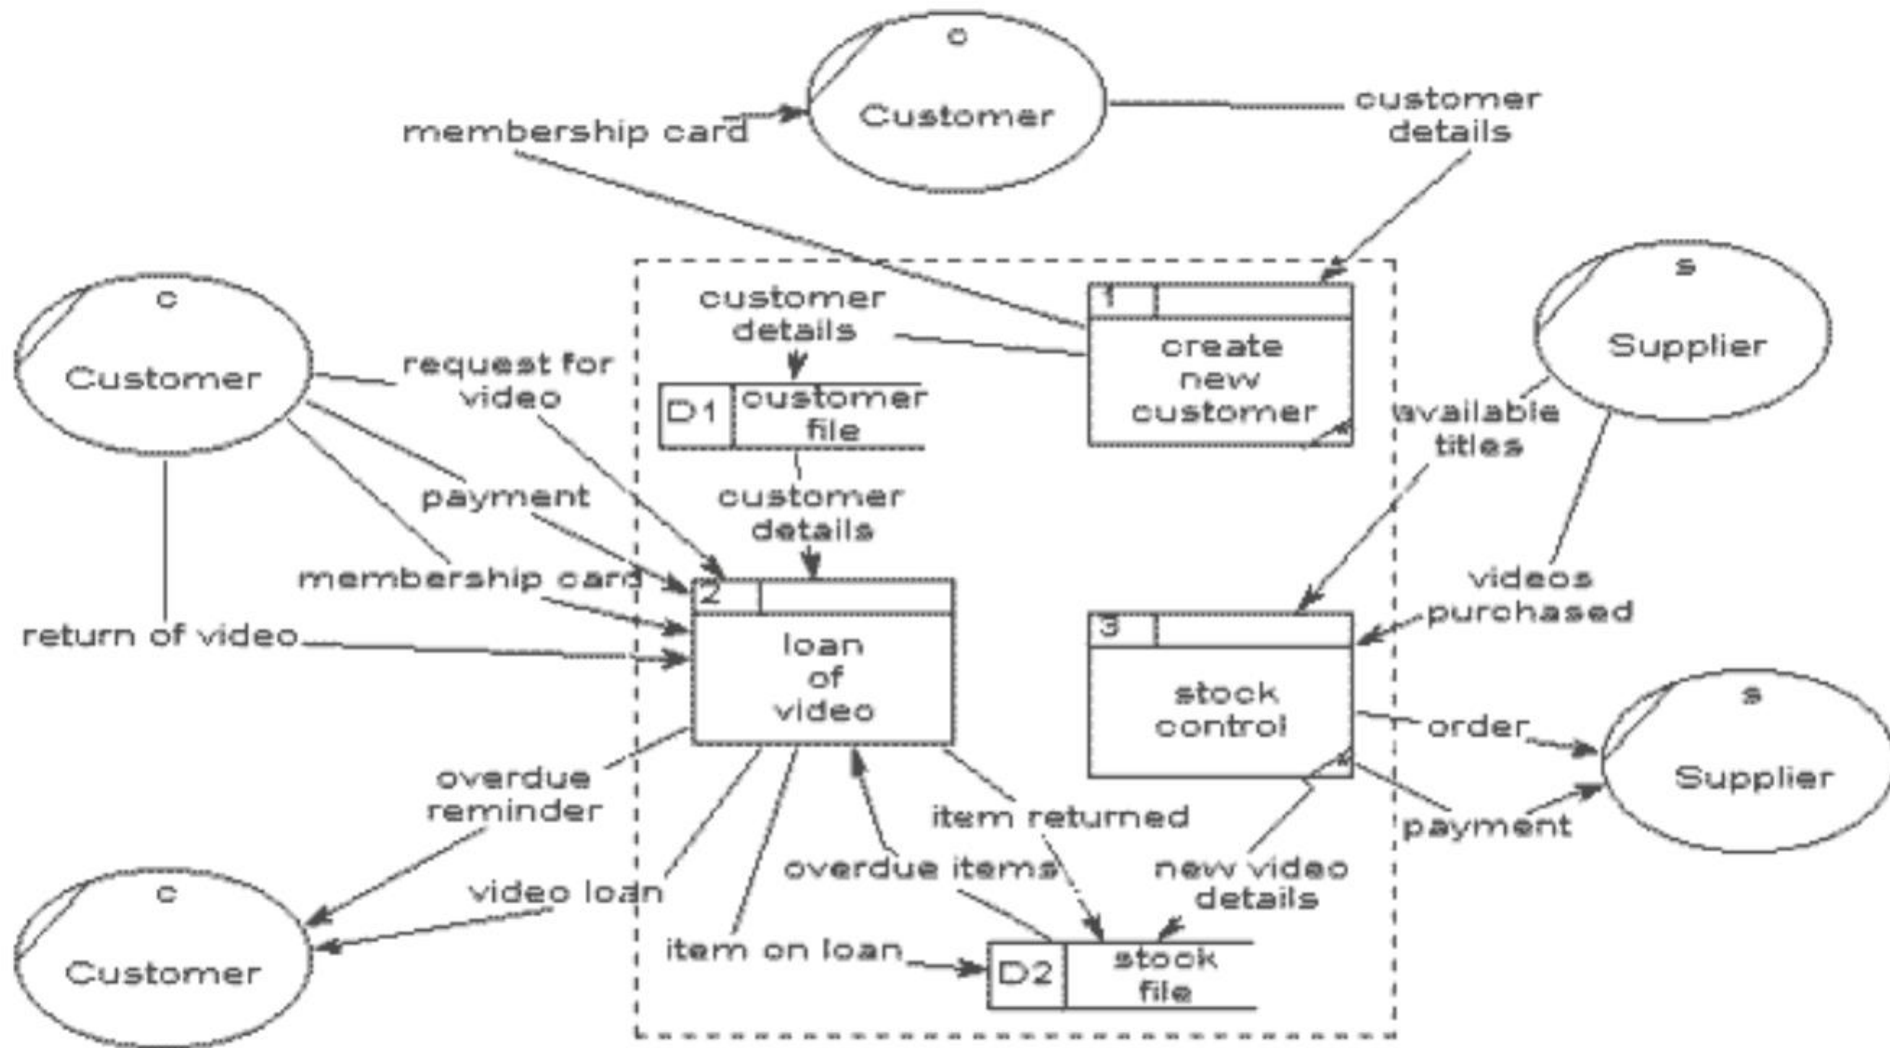 c
Customer
membership card
customer
details
c
Customer
request for
video
customer
details
1
create
new
customer
s
Supplier
D1
customer
file
available
titles
payment
customer
details
membership card
return of video
2
loan
of
video
videos
purchased
3
stock
control
order
s
Supplier
payment
overdue
reminder
item returned
overdue items
new video
details
video loan
item on loan
c
Customer
D2
stock
file